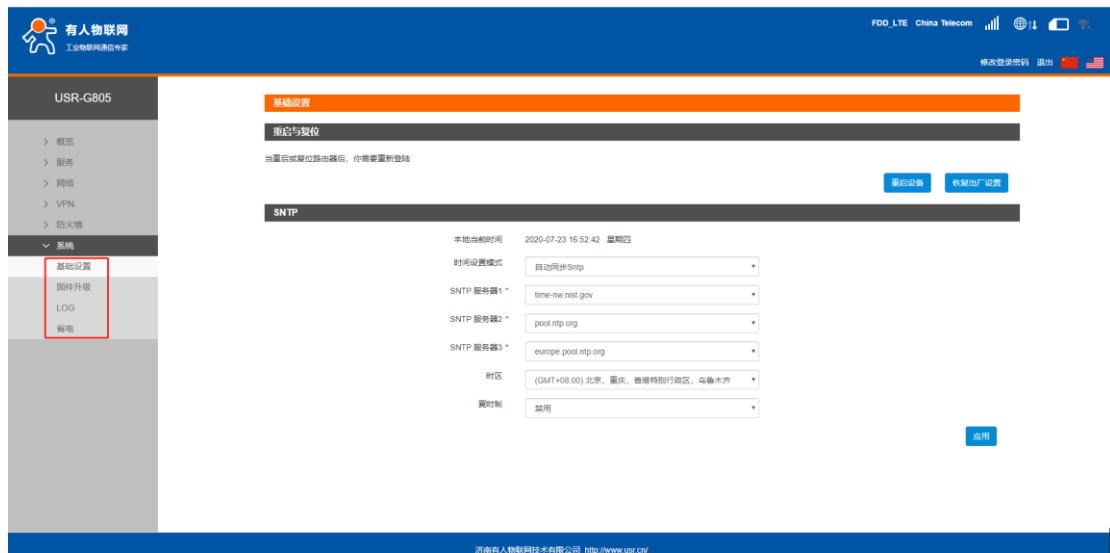 有人物联网
工业物联网通信专家
FDD_LTE China Telecom
修改登录密码 退出
USR-G805
概览
服务
网络
VPN
防火墙
系统
基础设置
固件升级
LOG
省电
基础设置
重启与复位
当重启或复位路由器后，你需要重新登陆
重启设备 恢复出厂设置
SNTP
本地当前时间 2020-07-23 16:52:42 星期四
时间设置模式 自动同步Sntp
SNTP 服务器1 * time-nw.nist.gov
SNTP 服务器2 * pool.ntp.org
SNTP 服务器3 * europe.pool.ntp.org
时区 (GMT+08:00) 北京，重庆，香港特别行政区，乌鲁木齐
夏时制 禁用
应用
济南有人物联网技术有限公司 http://www.usr.cn/